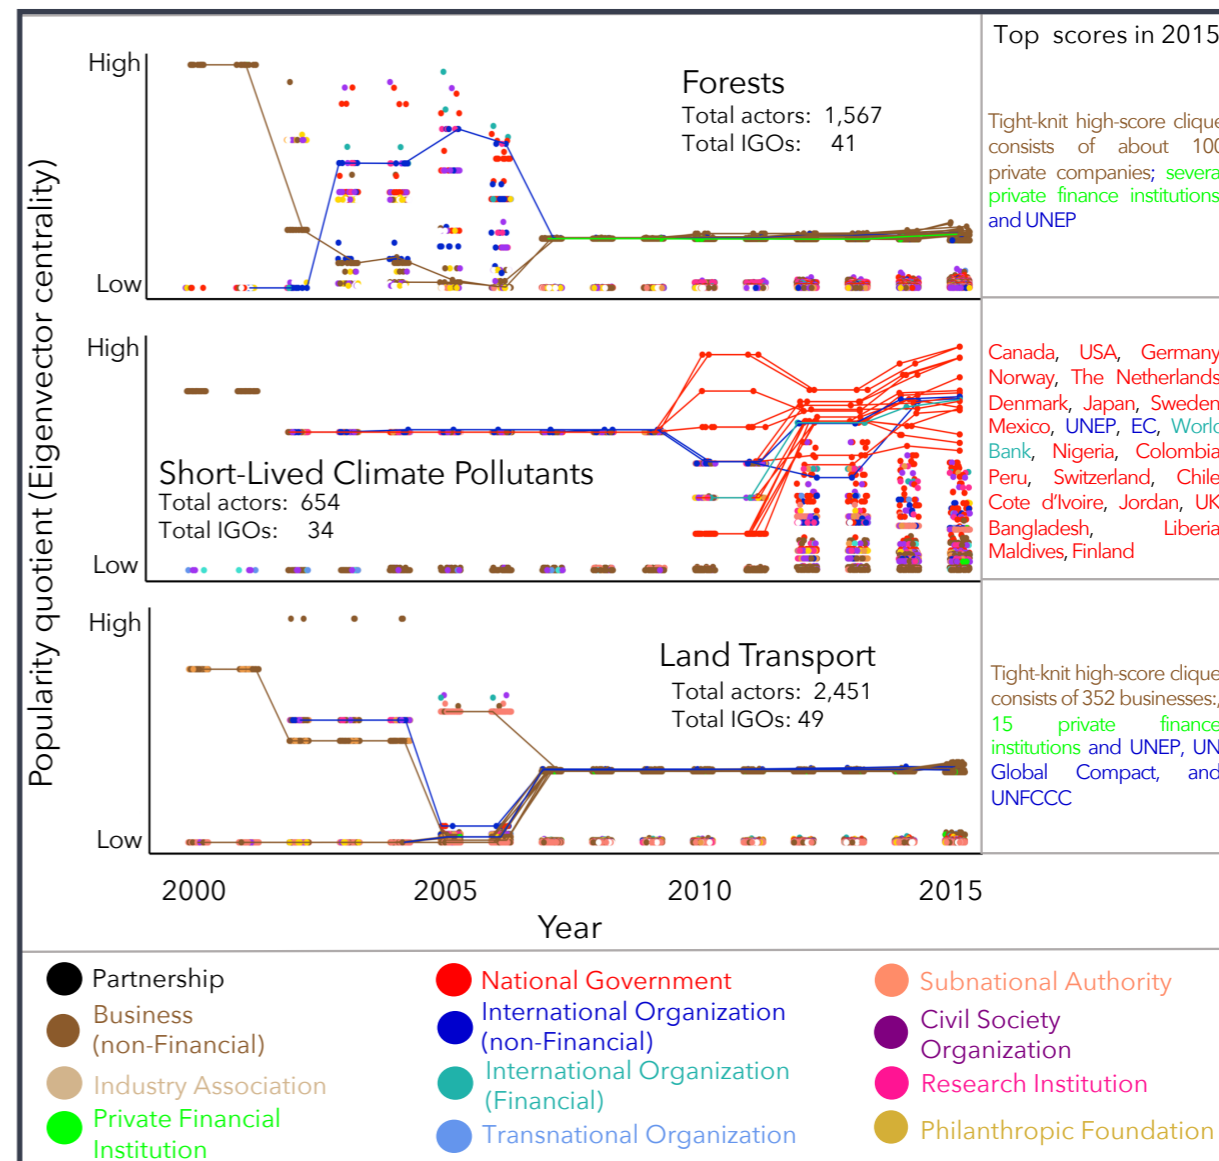 Top scores in 2015
High
Low
Forests
Total actors: 1,567
Total IGOs: 41
Tight-knit high-score clique
consists of about 100
private companies; severa
private finance institutions
and UNEP
Popularity quotient (Eigenvector centrality)
High
Low
Short-Lived Climate Pollutants
Total actors: 654
Total IGOs: 34
Canada, USA, Germany
Norway, The Netherlands
Denmark, Japan, Sweden
Mexico, UNEP, EC, World
Bank, Nigeria, Colombia
Peru, Switzerland, Chile
Cote d'Ivoire, Jordan, UK
Bangladesh, Liberia
Maldives, Finland
High
Low
Land Transport
Total actors: 2,451
Total IGOs: 49
Tight-knit high-score clique
consists of 352 businesses:,
15 private finance
institutions and UNEP, UN
Global Compact, and
UNFCCC
2000 2005 2010 2015
Year
Partnership
Business
(non-Financial)
Industry Association
Private Financial
Institution
National Government
International Organization
(non-Financial)
International Organization
(Financial)
Transnational Organization
Subnational Authority
Civil Society
Organization
Research Institution
Philanthropic Foundation